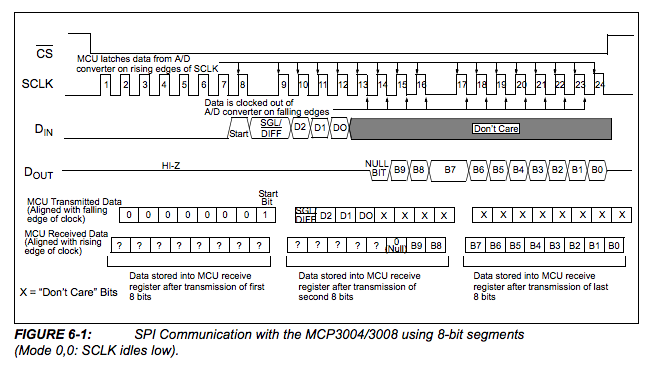 CS
MCU latches data from A/D
converter on rising edges of SCLK
SCLK
1 2 3 4 5 6 7 8 9 10 11 12 13 14 15 16 17 18 19 20 21 22 23 24
Data is clocked out of
A/D converter on falling edges
DIN
Start SGL/ DIFF D2 D1 DO Don't Care
HI-Z
DOUT
NULL BIT B9 B8 B7 B6 B5 B4 B3 B2 B1 B0
MCU Transmitted Data
(Aligned with falling
edge of clock)
Start
Bit
0 0 0 0 0 0 0 1 SGL/ DIFF D2 D1 DO X X X X X X X X X X X X
MCU Received Data
(Aligned with rising
edge of clock)
? ? ? ? ? ? ? ? ? ? ? ? ? 0 (Null) B9 B8 B7 B6 B5 B4 B3 B2 B1 B0
Data stored into MCU receive
register after transmission of first
8 bits
Data stored into MCU receive
register after transmission of
second 8 bits
Data stored into MCU receive
register after transmission of last
8 bits
X = "Don't Care" Bits
FIGURE 6-1: SPI Communication with the MCP3004/3008 using 8-bit segments
(Mode 0,0: SCLK idles low).